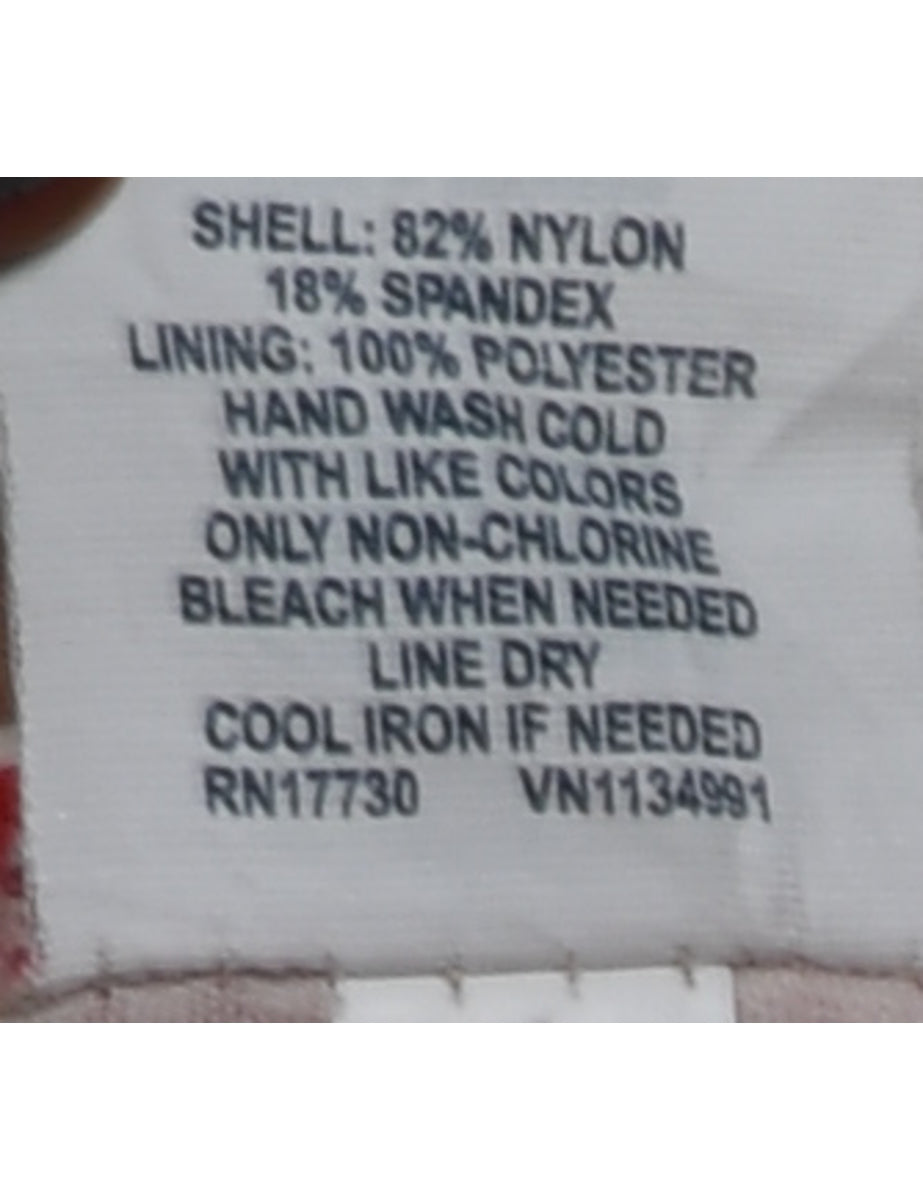 SHELL: 82% NYLON
18% SPANDEX
LINING: 100% POLYESTER
HAND WASH COLD
WITH LIKE COLORS
ONLY NON-CHLORINE
BLEACH WHEN NEEDED
LINE DRY
COOL IRON IF NEEDED
RN17730 VN1134991